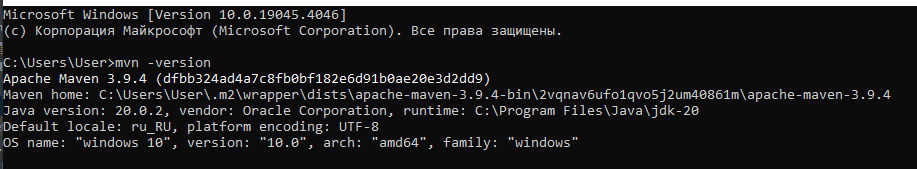 Microsoft Windows [Version 10.0.19045.4046]
(c) Корпорация Майкрософт (Microsoft Corporation). Все права защищены.
C:\Users\User>mvn -version
Apache Maven 3.9.4 (dfbb324ad4a7c8fb0bf182e6d91b0ae20e3d2dd9)
Maven home: C:\Users\User\.m2\wrapper\dists\apache-maven-3.9.4-bin\2vqnav6ufo1qvo5j2um40861m\apache-maven-3.9.4
Java version: 20.0.2, vendor: Oracle Corporation, runtime: C:\Program Files\Java\jdk-20
Default locale: ru_RU, platform encoding: UTF-8
OS name: "windows 10", version: "10.0", arch: "amd64", family: "windows"